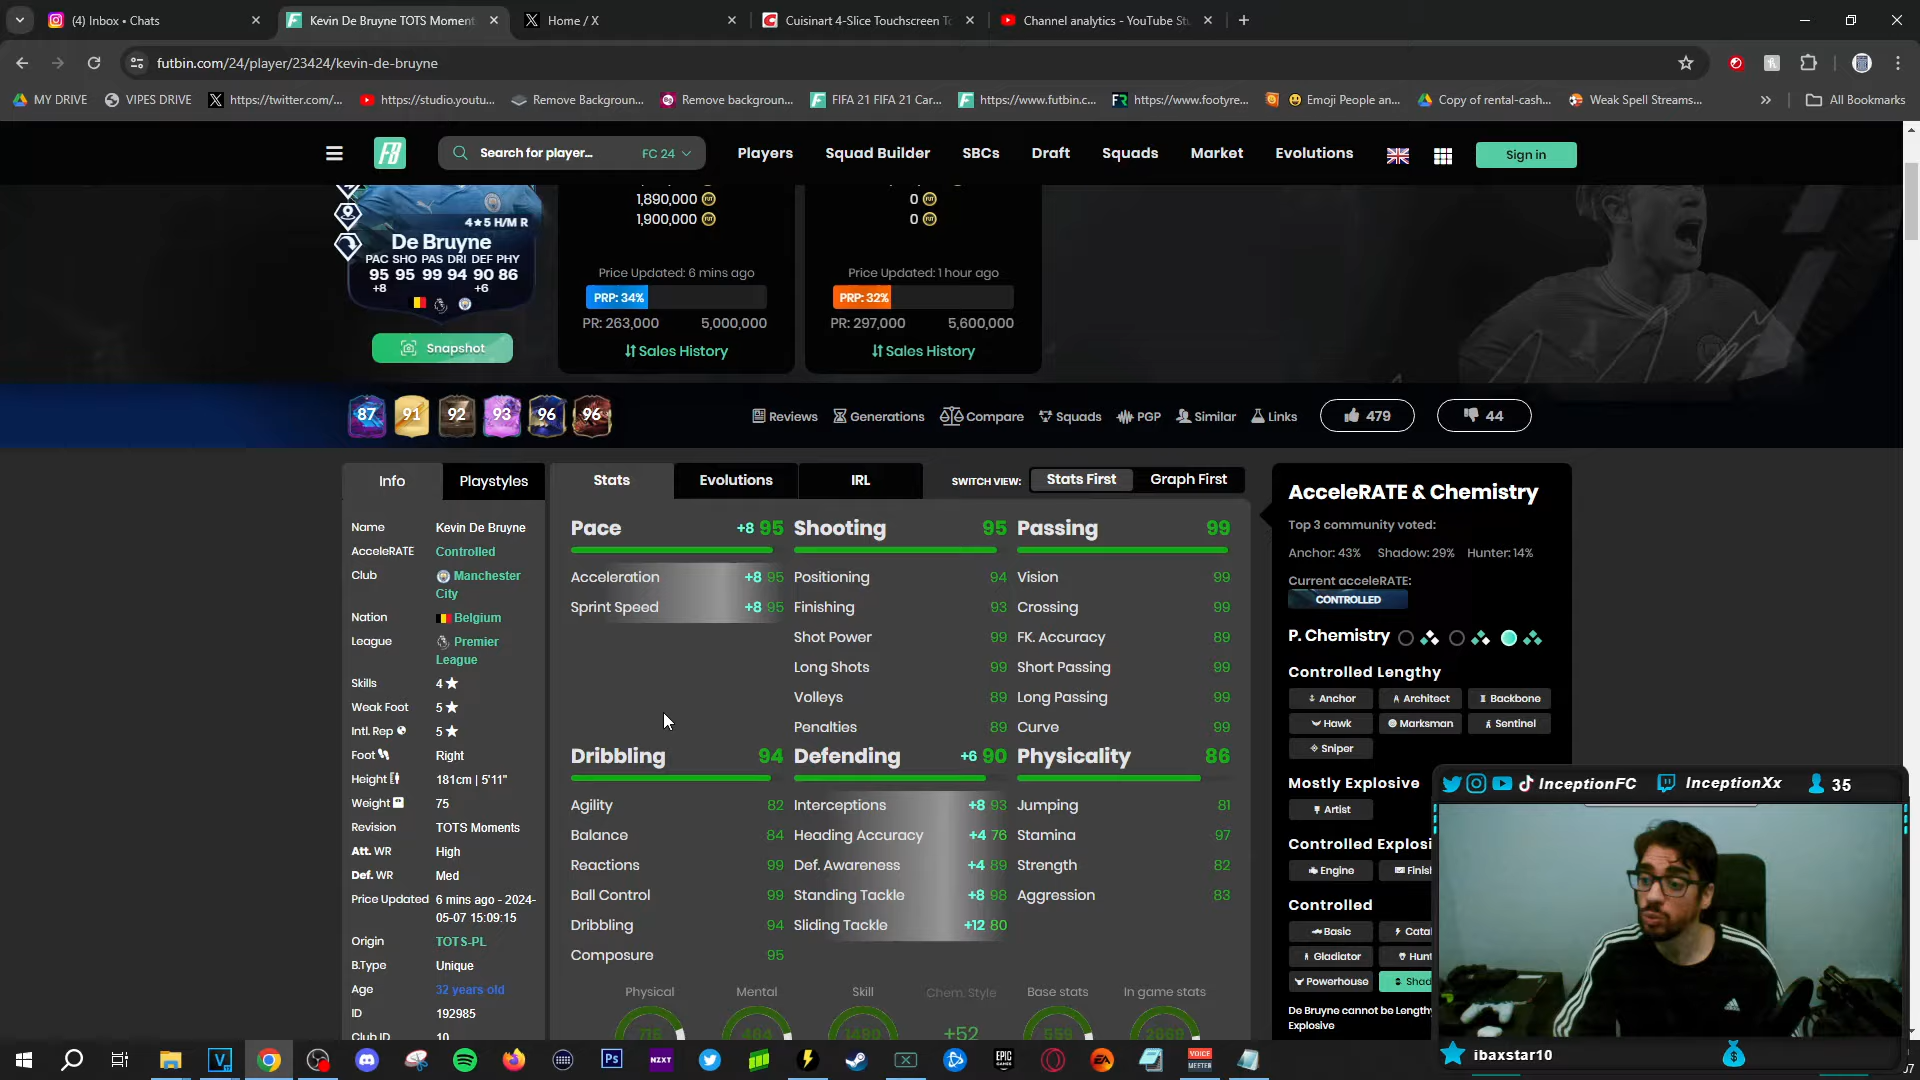 (4) Inbox • Chats
Kevin De Bruyne TOTS Moment
Home / X
Cuisinart 4-Slice Touchscreen T
Channel analytics - YouTube St
futbin.com/24/player/23424/kevin-de-bruyne
MY DRIVE
VIPES DRIVE
https://twitter.com/...
https://studio.youtu...
Remove Backgroun...
Remove backgroun...
FIFA 21 FIFA 21 Car...
https://www.futbin.c...
https://www.footyre...
Emoji People an...
Copy of rental-cash...
Weak Spell Streams...
All Bookmarks
Search for player...
FC 24
Players
Squad Builder
SBCs
Draft
Squads
Market
Evolutions
Sign in
1,890,000
1,900,000
0
0
4★5 H/M R
De Bruyne
PAC SHO PAS DRI DEF PHY
95 95 99 94 90 86
+8 +6
Price Updated: 6 mins ago
PRP: 34%
PR: 263,000 5,000,000
Sales History
Price Updated: 1 hour ago
PRP: 32%
PR: 297,000 5,600,000
Sales History
Snapshot
87 91 92 93 96 96
Reviews
Generations
Compare
Squads
PGP
Similar
Links
479
44
Info
Playstyles
Stats
Evolutions
IRL
SWITCH VIEW:
Stats First
Graph First
Name Kevin De Bruyne
AcceleRATE Controlled
Club Manchester
City
Nation Belgium
League Premier
League
Skills 4 ★
Weak Foot 5 ★
Intl. Rep 5 ★
Foot Right
Height 181cm | 5'11"
Weight 75
Revision TOTS Moments
Att. WR High
Def. WR Med
Price Updated 6 mins ago - 2024-
05-07 15:09:15
Origin TOTS-PL
B.Type Unique
Age 32 years old
ID 192985
Club ID 10
Pace +8 95
Acceleration +8 95
Sprint Speed +8 95
Shooting 95
Positioning 94
Finishing 93
Shot Power 99
Long Shots 99
Volleys 89
Penalties 89
Passing 99
Vision 99
Crossing 99
FK. Accuracy 89
Short Passing 99
Long Passing 99
Curve 99
Dribbling 94
Agility 82
Balance 84
Reactions 99
Ball Control 99
Dribbling 94
Composure 95
Defending +6 90
Interceptions +8 93
Heading Accuracy +4 76
Def. Awareness +4 89
Standing Tackle +8 98
Sliding Tackle +12 80
Physicality 86
Jumping 81
Stamina 97
Strength 82
Aggression 83
Physical
Mental
Skill
Chem. Style
Base stats
In game stats
+52
AcceleRATE & Chemistry
Top 3 community voted:
Anchor: 43% Shadow: 29% Hunter: 14%
Current acceleRATE:
CONTROLLED
P. Chemistry
Controlled Lengthy
Anchor
Architect
Backbone
Hawk
Marksman
Sentinel
Sniper
Mostly Explosive
Artist
Controlled Explosi
Engine
Finish
Controlled
Basic
Cata
Gladiator
Hunt
Powerhouse
Shad
De Bruyne cannot be Lengthy
Explosive
InceptionFC
InceptionXx
35
ibaxstar10
Ps
NZXT
EPIC
GAMES
EA
VOICE
MEETER